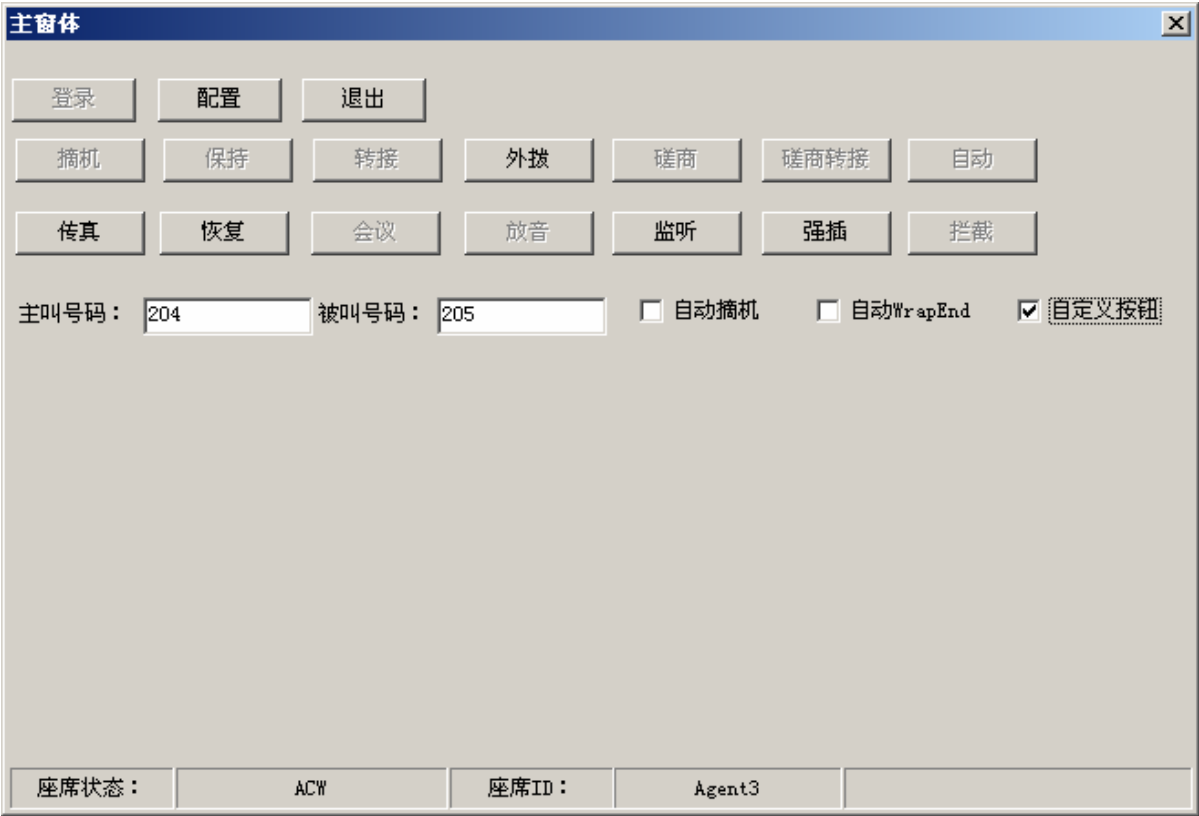 主窗体
登录 配置 退出
摘机 保持 转接 外拨 磋商 磋商转接 自动
传真 恢复 会议 放音 监听 强插 拦截
主叫号码： 204 被叫号码： 205 自动摘机 自动WrapEnd 自定义按钮
座席状态： ACW 座席ID： Agent3